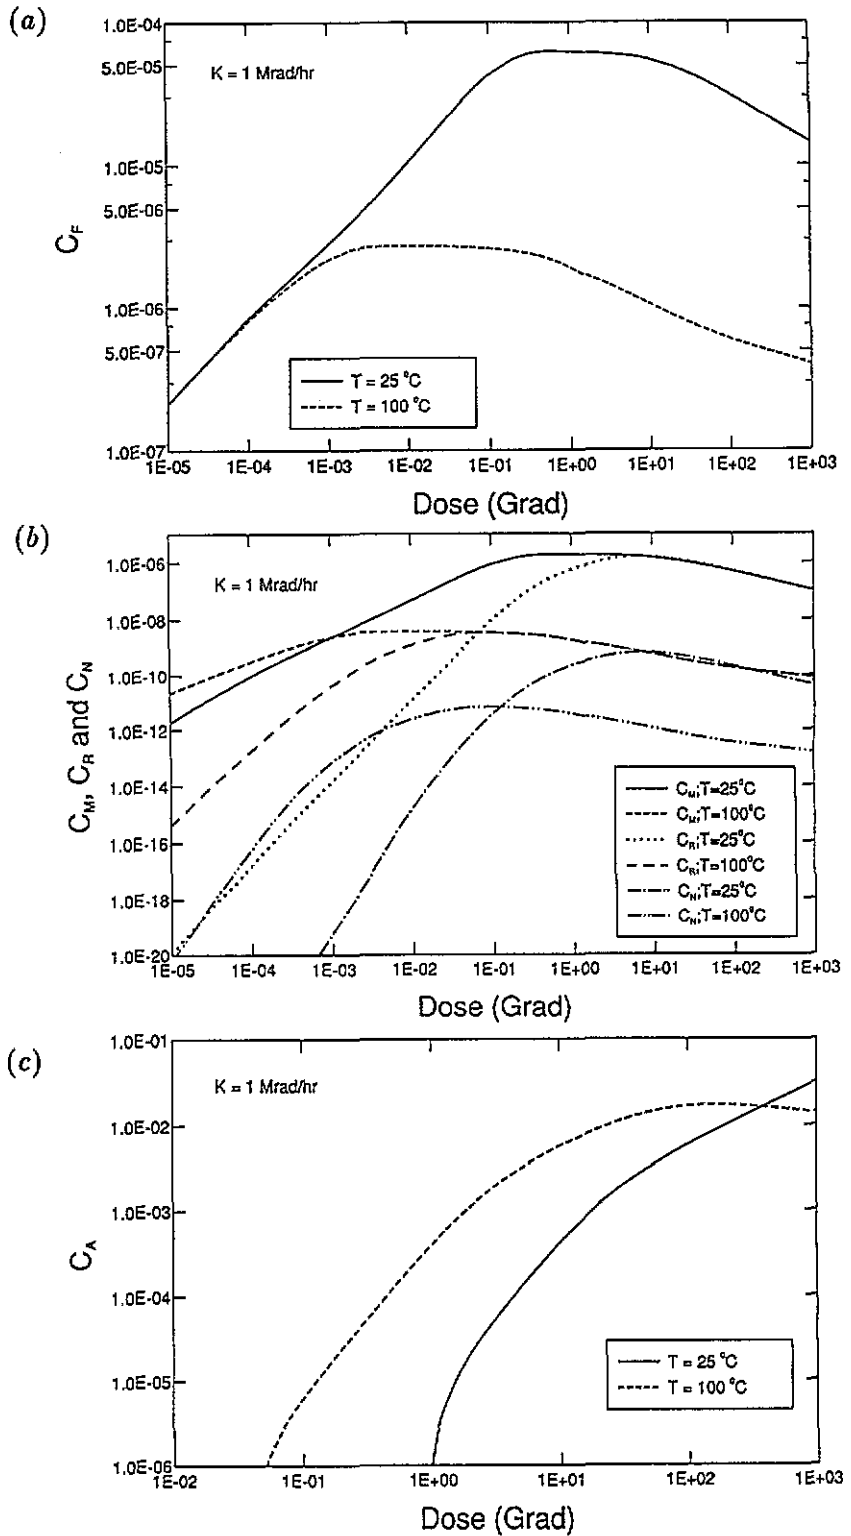 (a)
1.0E-04
5.0E-05
1.0E-05
5.0E-06
1.0E-06
5.0E-07
1.0E-07
C_F
K = 1 Mrad/hr
T = 25 °C
T = 100 °C
1E-05 1E-04 1E-03 1E-02 1E-01 1E+00 1E+01 1E+02 1E+03
Dose (Grad)
(b)
1.0E-06
1.0E-08
1.0E-10
1.0E-12
1.0E-14
1.0E-16
1.0E-18
1.0E-20
C_M, C_R and C_N
K = 1 Mrad/hr
C_M;T=25°C
C_M;T=100°C
C_R;T=25°C
C_R;T=100°C
C_N;T=25°C
C_N;T=100°C
1E-05 1E-04 1E-03 1E-02 1E-01 1E+00 1E+01 1E+02 1E+03
Dose (Grad)
(c)
1.0E-01
1.0E-02
1.0E-03
1.0E-04
1.0E-05
1.0E-06
C_A
K = 1 Mrad/hr
T = 25 °C
T = 100 °C
1E-02 1E-01 1E+00 1E+01 1E+02 1E+03
Dose (Grad)